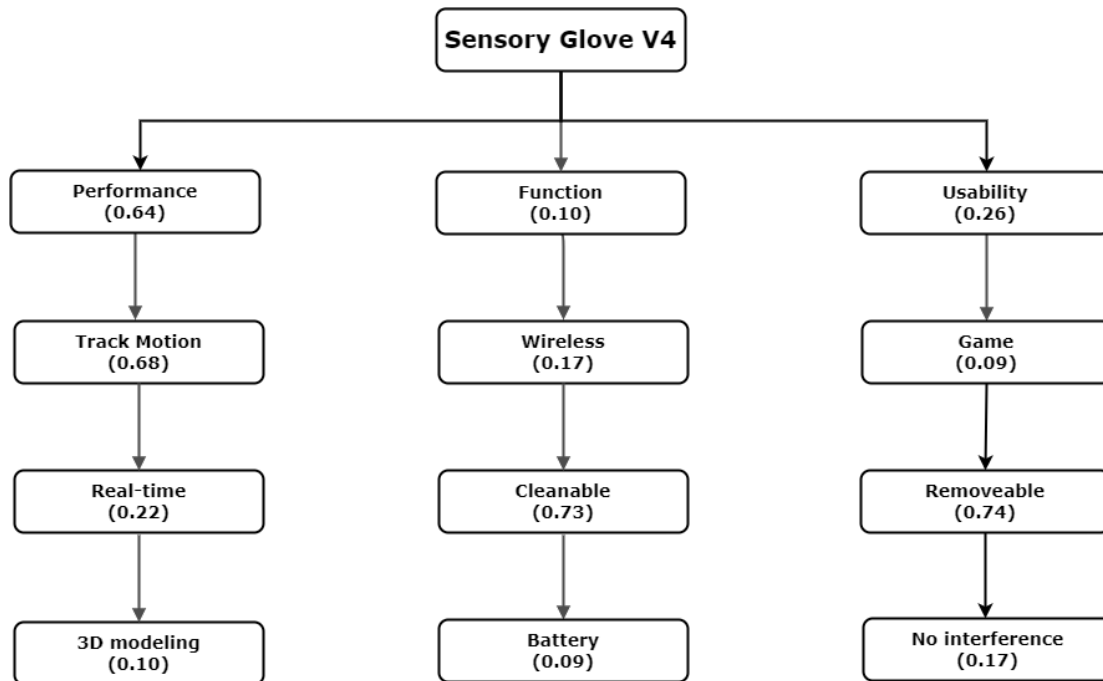 Sensory Glove V4
Performance
(0.64)
Function
(0.10)
Usability
(0.26)
Track Motion
(0.68)
Wireless
(0.17)
Game
(0.09)
Real-time
(0.22)
Cleanable
(0.73)
Removeable
(0.74)
3D modeling
(0.10)
Battery
(0.09)
No interference
(0.17)